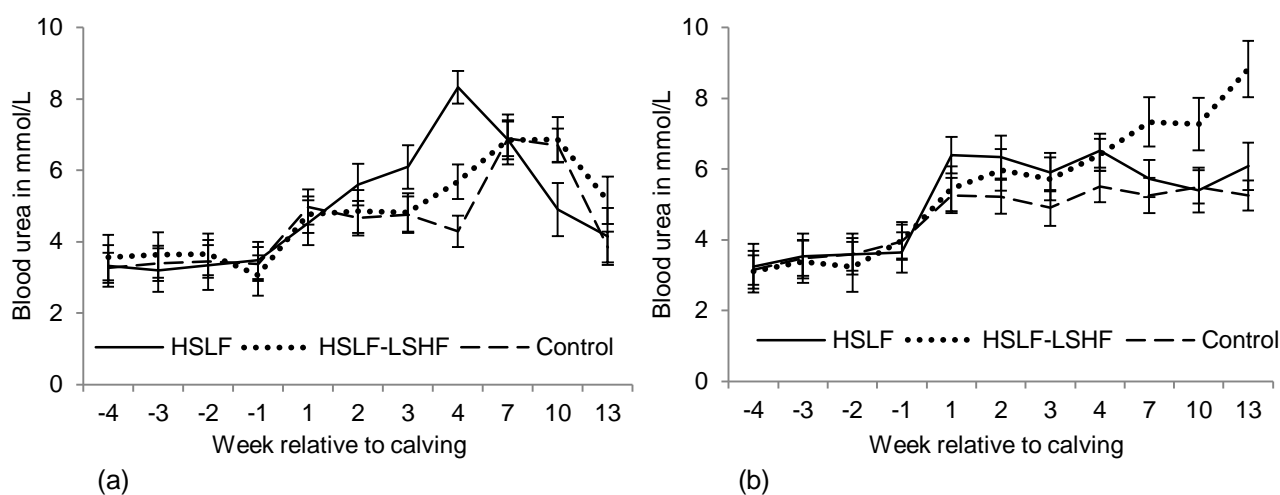 Blood urea in mmol/L
10
8
6
4
2
0
HSLF HSLF-LSHF Control
-4 -3 -2 -1 1 2 3 4 7 10 13
Week relative to calving
(a)
Blood urea in mmol/L
10
8
6
4
2
0
HSLF HSLF-LSHF Control
-4 -3 -2 -1 1 2 3 4 7 10 13
Week relative to calving
(b)